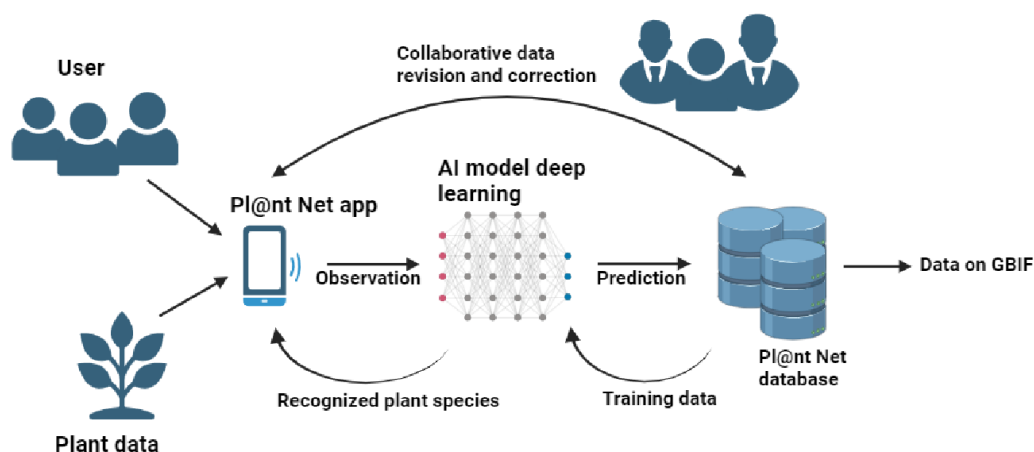 Collaborative data
revision and correction
User
AI model deep
learning
Pl@nt Net app
Observation
Prediction
Data on GBIF
Pl@nt Net
database
Recognized plant species
Training data
Plant data